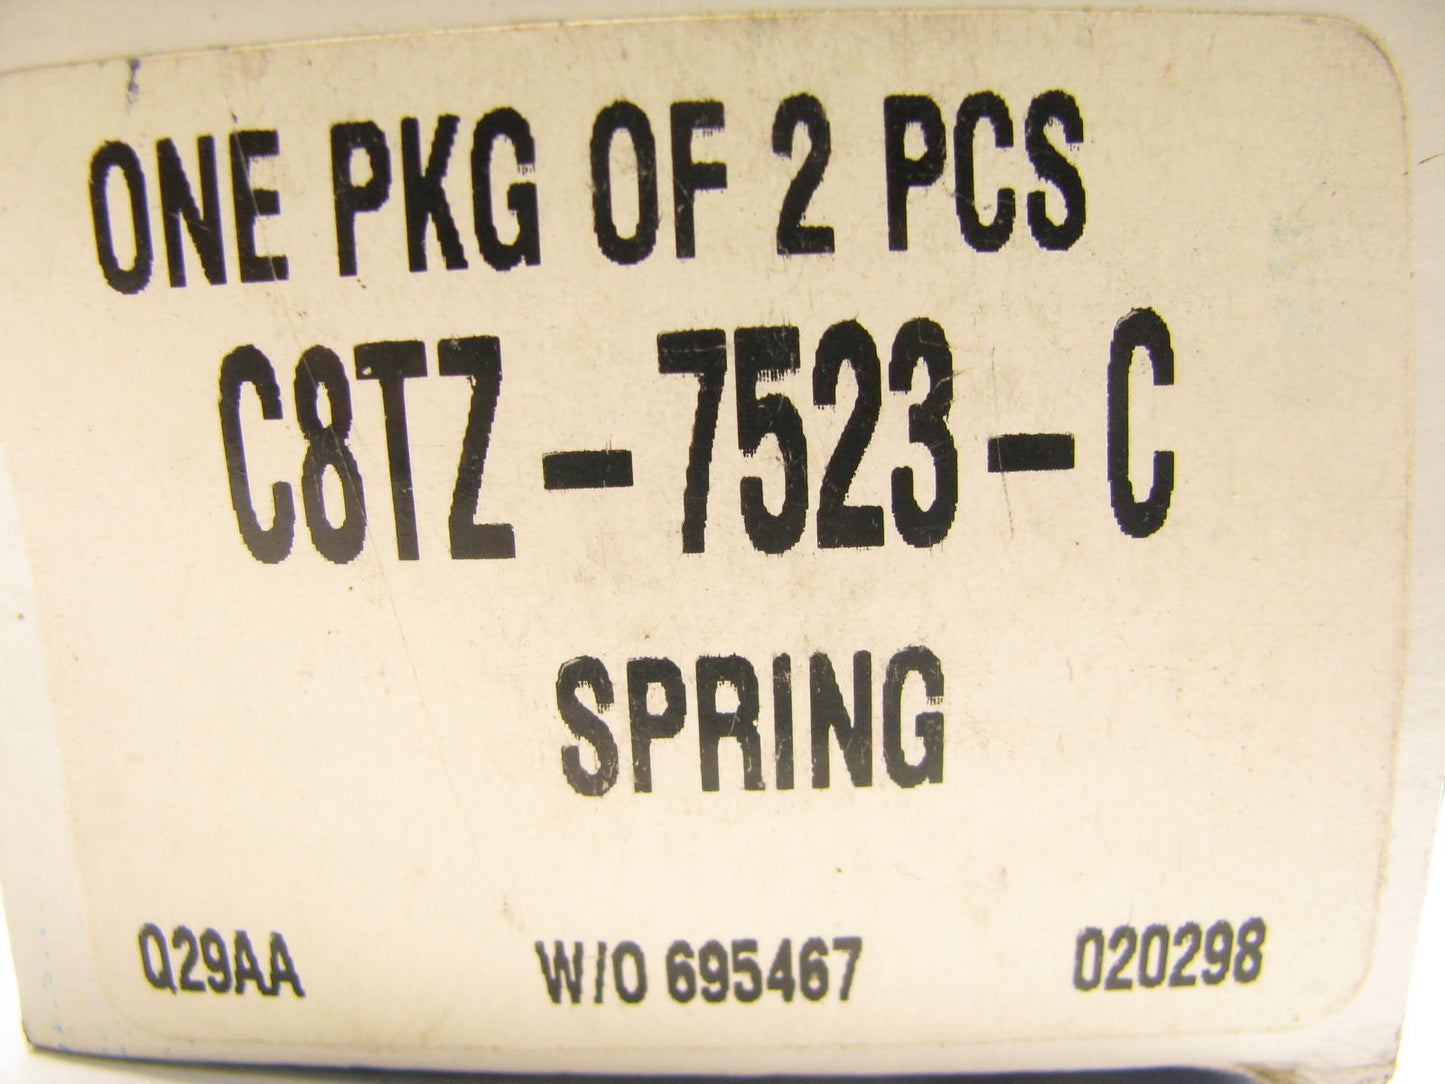 ONE PKG OF 2 PCS
C8TZ-7523-C
SPRING
Q29AA W/O 695467 020298